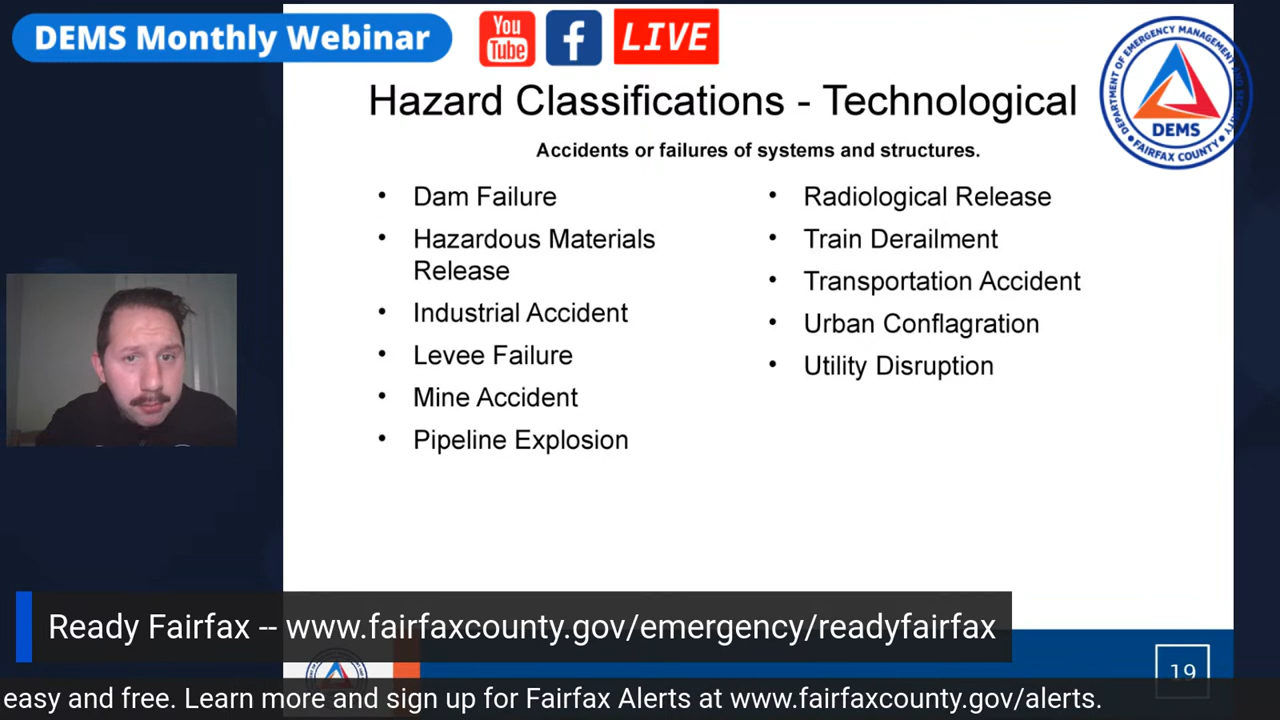 DEMS Monthly Webinar
You
Tube
f
LIVE
DEPARTMENT OF EMERGENCY MANAGEMENT AND SECURITY
DEMS
• FAIRFAX COUNTY •
Hazard Classifications - Technological
Accidents or failures of systems and structures.
• Dam Failure
• Hazardous Materials
Release
• Industrial Accident
• Levee Failure
• Mine Accident
• Pipeline Explosion
• Radiological Release
• Train Derailment
• Transportation Accident
• Urban Conflagration
• Utility Disruption
Ready Fairfax -- www.fairfaxcounty.gov/emergency/readyfairfax
19
easy and free. Learn more and sign up for Fairfax Alerts at www.fairfaxcounty.gov/alerts.